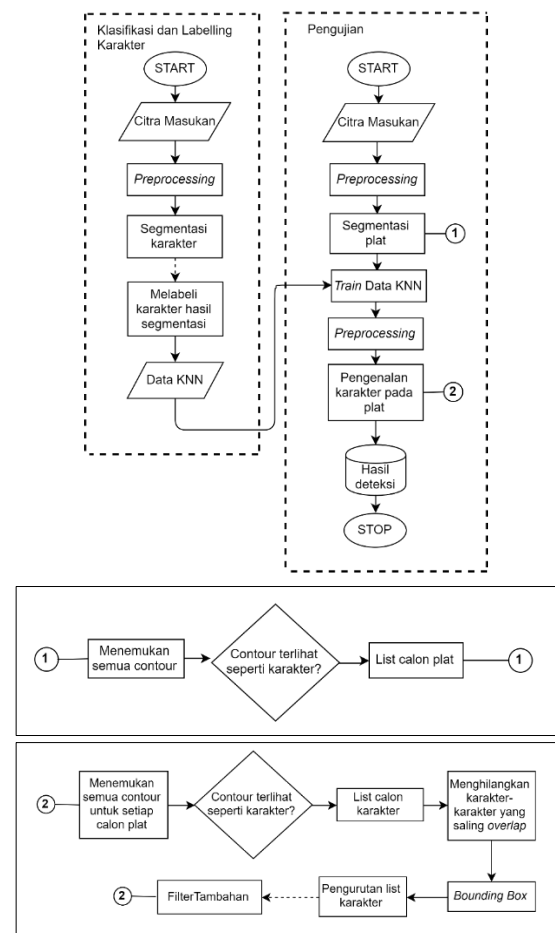 Klasifikasi dan Labelling
Karakter
START
Citra Masukan
Preprocessing
Segmentasi
karakter
Melabeli
karakter hasil
segmentasi
Data KNN
Pengujian
START
Citra Masukan
Preprocessing
Segmentasi
plat
1
Train Data KNN
Preprocessing
Pengenalan
karakter pada
plat
2
Hasil
deteksi
STOP
1
Menemukan
semua contour
Contour terlihat
seperti karakter?
List calon plat
1
2
Menemukan
semua contour
untuk setiap
calon plat
Contour terlihat
seperti karakter?
List calon
karakter
Menghilangkan
karakter-
karakter yang
saling overlap
Bounding Box
Pengurutan list
karakter
FilterTambahan
2